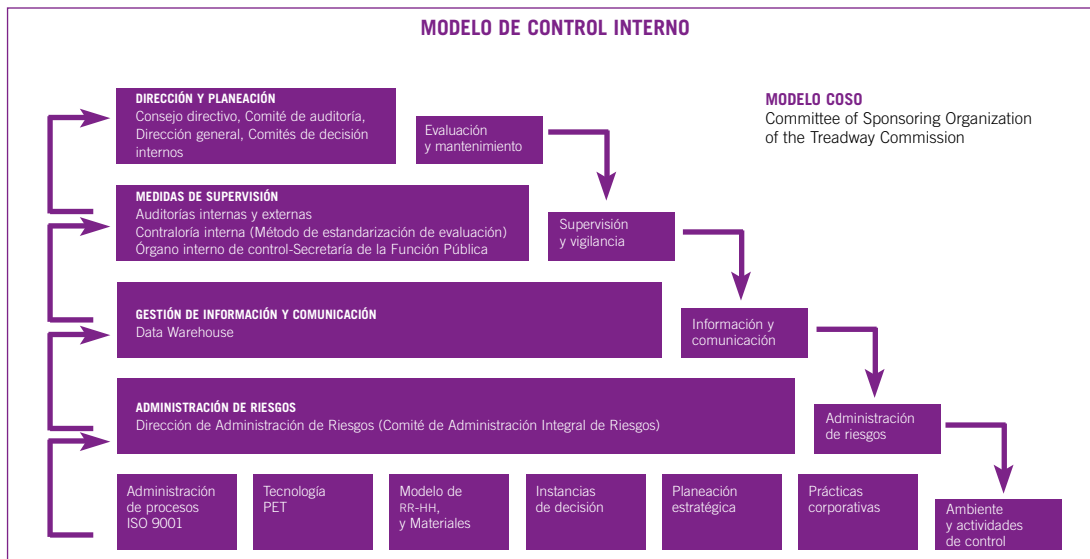 MODELO DE CONTROL INTERNO
MODELO COSO
Committee of Sponsoring Organization
of the Treadway Commission
DIRECCIÓN Y PLANEACIÓN
Consejo directivo, Comité de auditoría,
Dirección general, Comités de decisión
internos
Evaluación
y mantenimiento
MEDIDAS DE SUPERVISIÓN
Auditorías internas y externas
Contraloría interna (Método de estandarización de evaluación)
Órgano interno de control-Secretaría de la Función Pública
Supervisión
y vigilancia
GESTIÓN DE INFORMACIÓN Y COMUNICACIÓN
Data Warehouse
Información y
comunicación
ADMINISTRACIÓN DE RIESGOS
Dirección de Administración de Riesgos (Comité de Administración Integral de Riesgos)
Administración
de riesgos
Administración
de procesos
ISO 9001
Tecnología
PET
Modelo de
RR-HH,
y Materiales
Instancias
de decisión
Planeación
estratégica
Prácticas
corporativas
Ambiente
y actividades
de control